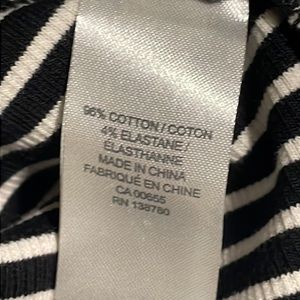 96% COTTON / COTON
4% ELASTANE /
ÉLASTHANNE
MADE IN CHINA
FABRIQUÉ EN CHINE
CA 00655
RN 138780